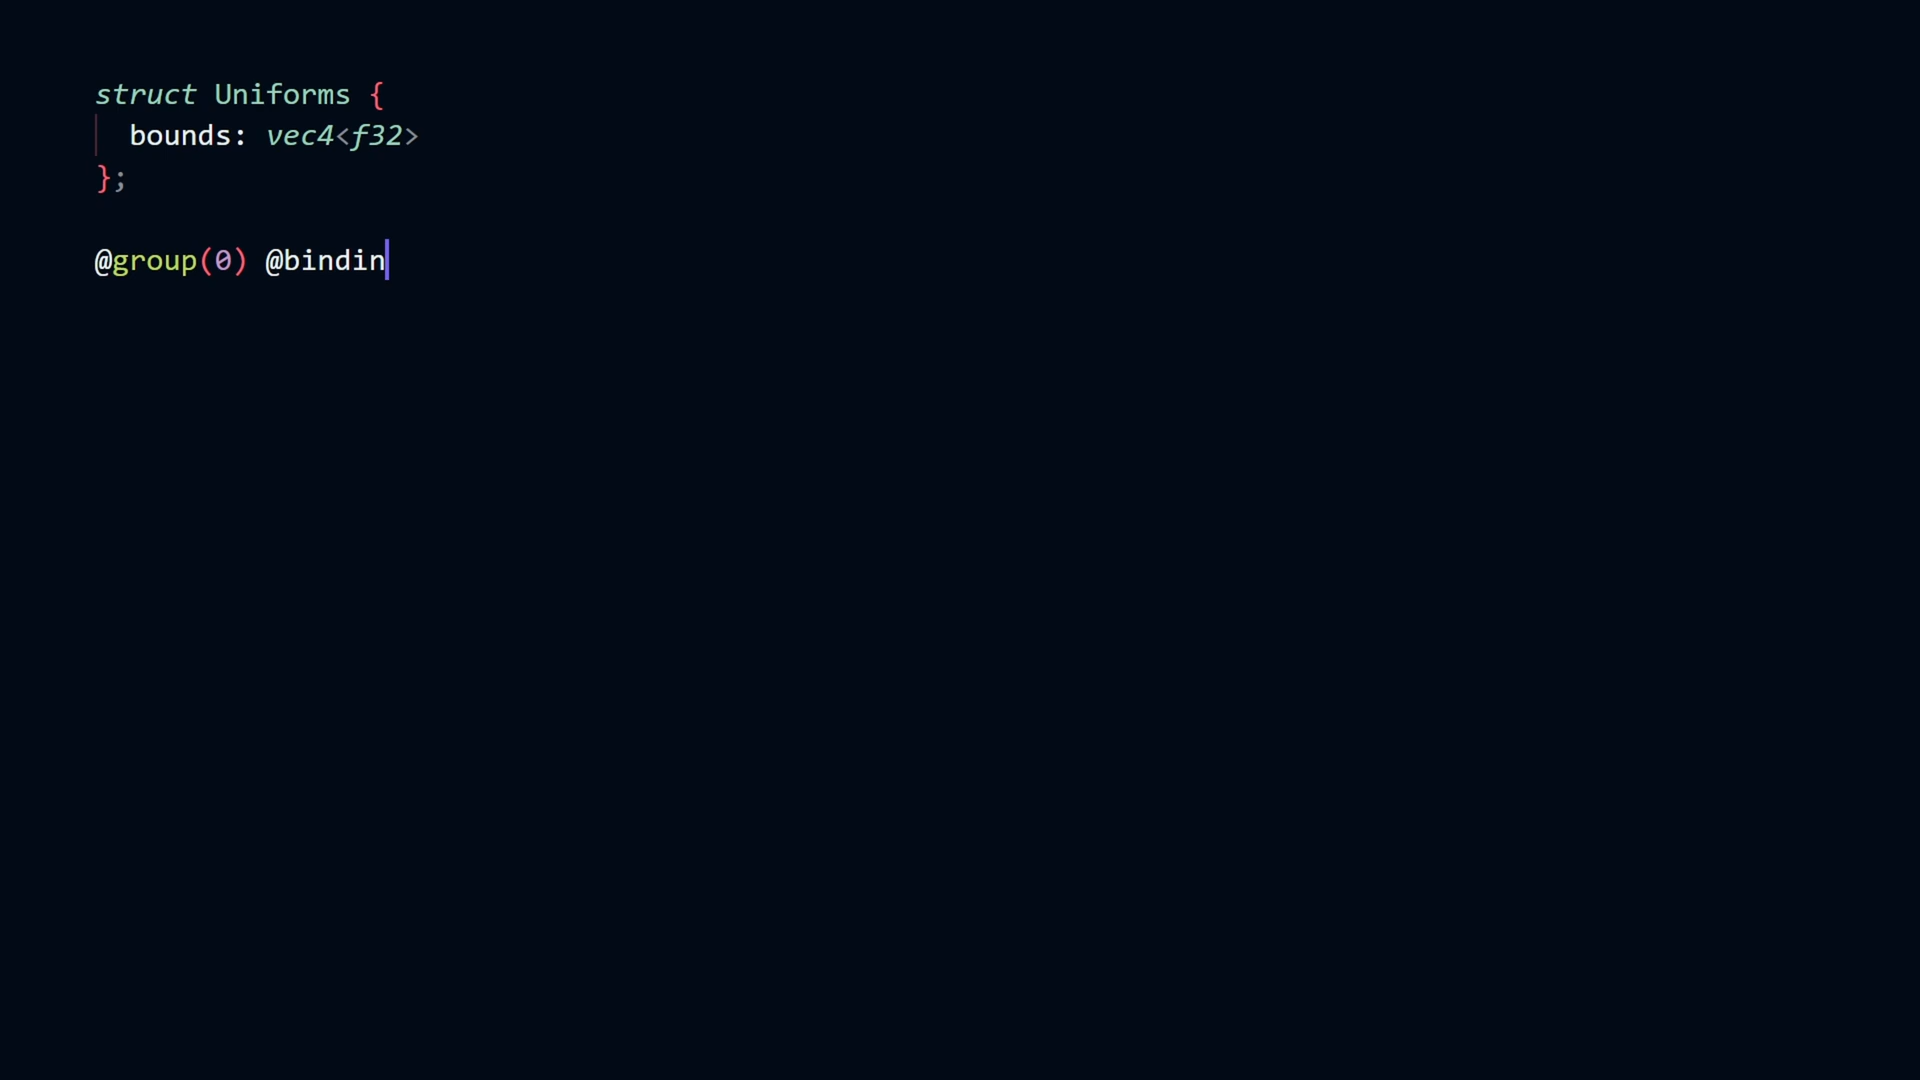 struct Uniforms {
  bounds: vec4<f32>
};
@group(0) @bindin